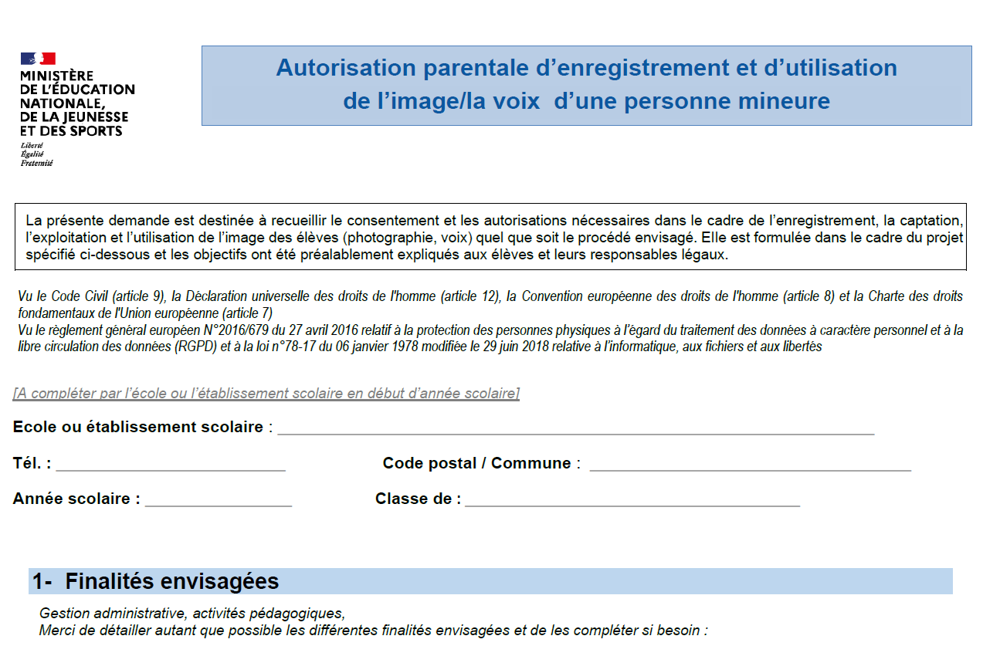 MINISTÈRE
DE L'ÉDUCATION
NATIONALE,
DE LA JEUNESSE
ET DES SPORTS
Liberté
Égalité
Fraternité
Autorisation parentale d’enregistrement et d’utilisation
de l’image/la voix d’une personne mineure
La présente demande est destinée à recueillir le consentement et les autorisations nécessaires dans le cadre de l’enregistrement, la captation,
l’exploitation et l’utilisation de l’image des élèves (photographie, voix) quel que soit le procédé envisagé. Elle est formulée dans le cadre du projet
spécifié ci-dessous et les objectifs ont été préalablement expliqués aux élèves et leurs responsables légaux.
Vu le Code Civil (article 9), la Déclaration universelle des droits de l'homme (article 12), la Convention européenne des droits de l'homme (article 8) et la Charte des droits
fondamentaux de l'Union européenne (article 7)
Vu le règlement général européen N°2016/679 du 27 avril 2016 relatif à la protection des personnes physiques à l’égard du traitement des données à caractère personnel et à la
libre circulation des données (RGPD) et à la loi n°78-17 du 06 janvier 1978 modifiée le 29 juin 2018 relative à l’informatique, aux fichiers et aux libertés
[A compléter par l’école ou l’établissement scolaire en début d’année scolaire]
Ecole ou établissement scolaire :
Tél. : Code postal / Commune :
Année scolaire : Classe de :
1- Finalités envisagées
Gestion administrative, activités pédagogiques,
Merci de détailler autant que possible les différentes finalités envisagées et de les compléter si besoin :